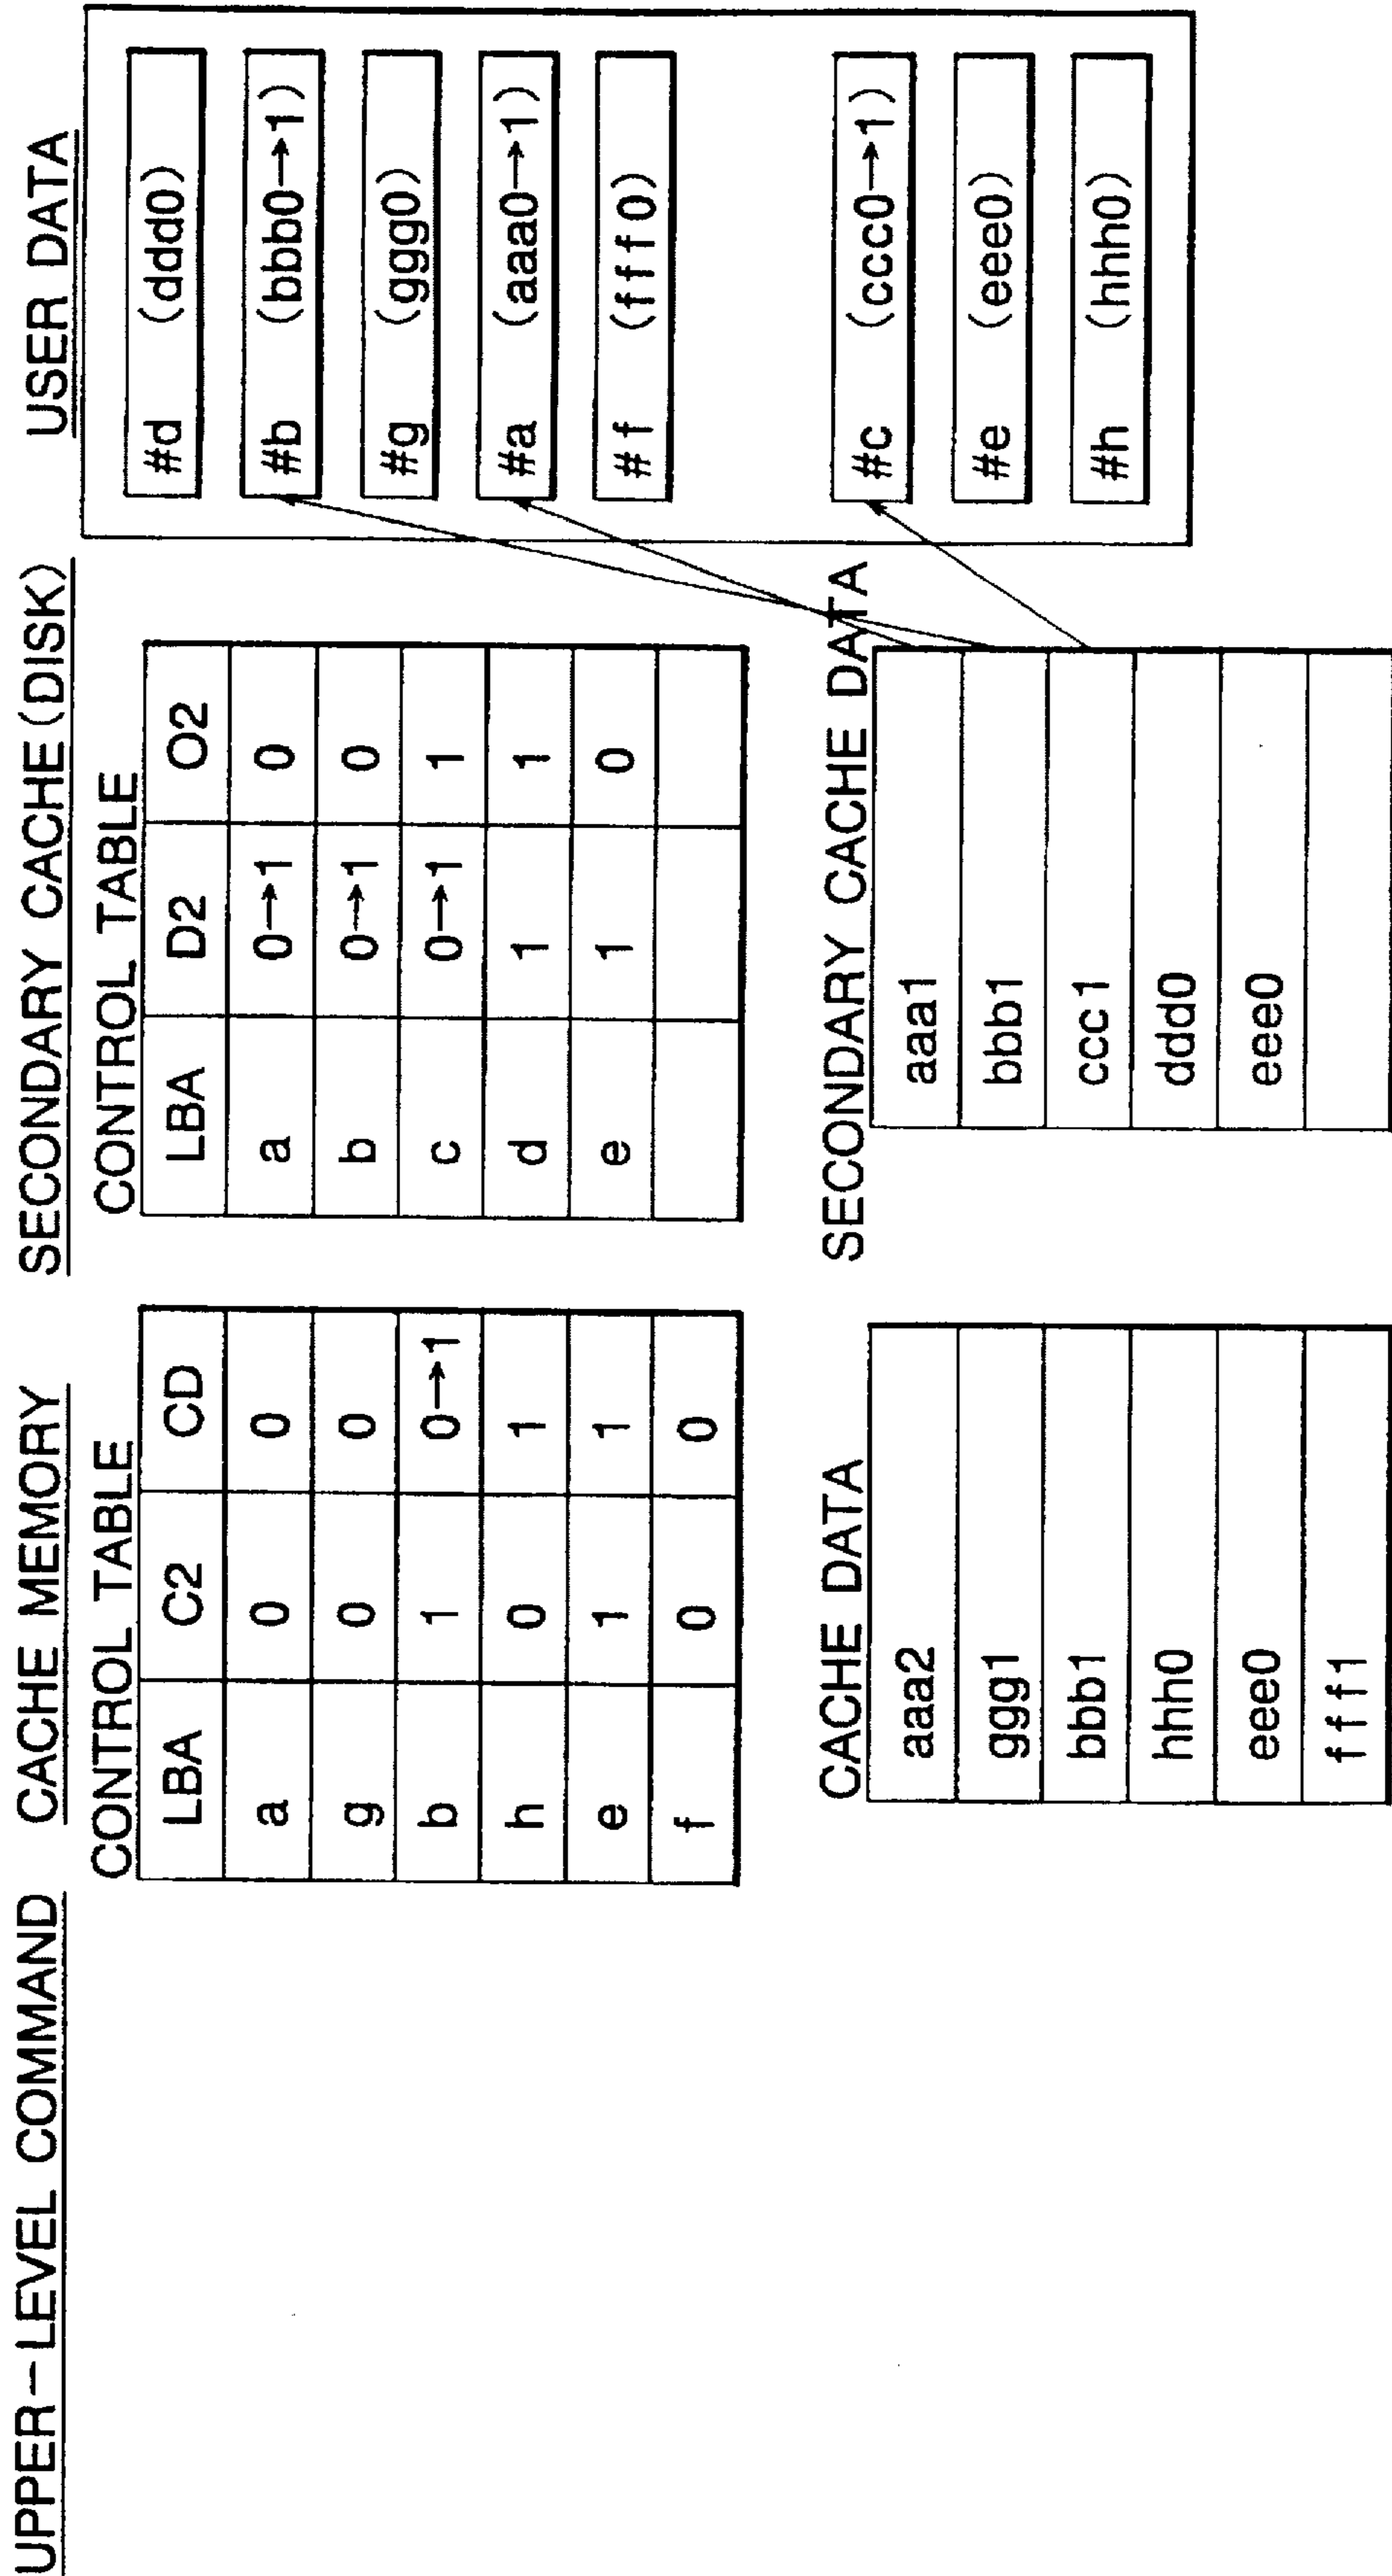 UPPER-LEVEL COMMAND
CACHE MEMORY
CONTROL TABLE
LBA C2 CD
a 0 0
g 0 0
b 1 0→1
h 0 1
e 1 1
f 0 0
CACHE DATA
aaa2
ggg1
bbb1
hhh0
eee0
fff1
SECONDARY CACHE(DISK)
CONTROL TABLE
LBA D2 O2
a 0→1 0
b 0→1 0
c 0→1 1
d 1 1
e 1 0
SECONDARY CACHE DATA
aaa1
bbb1
ccc1
ddd0
eee0
USER DATA
#d (ddd0)
#b (bbb0→1)
#g (ggg0)
#a (aaa0→1)
#f (fff0)
#c (ccc0→1)
#e (eee0)
#h (hhh0)